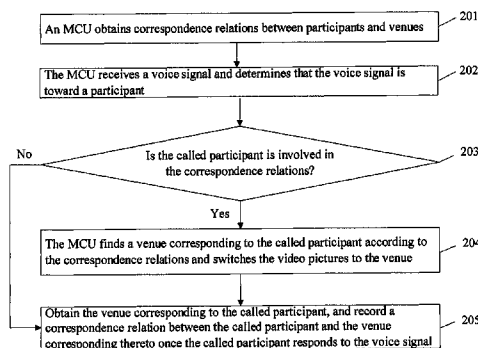 An MCU obtains correspondence relations between participants and venues
201
The MCU receives a voice signal and determines that the voice signal is
toward a participant
202
No
Is the called participant is involved in
the correspondence relations?
203
Yes
The MCU finds a venue corresponding to the called participant according to
the correspondence relations and switches the video pictures to the venue
204
Obtain the venue corresponding to the called participant, and record a
correspondence relation between the called participant and the venue
corresponding thereto once the called participant responds to the voice signal
205